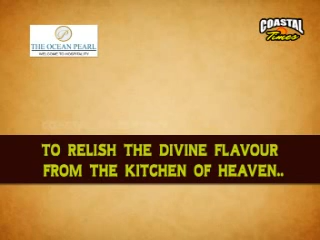 THE OCEAN PEARL
WELCOME TO HOSPITALITY
COASTAL
Times
TO RELISH THE DIVINE FLAVOUR
FROM THE KITCHEN OF HEAVEN..